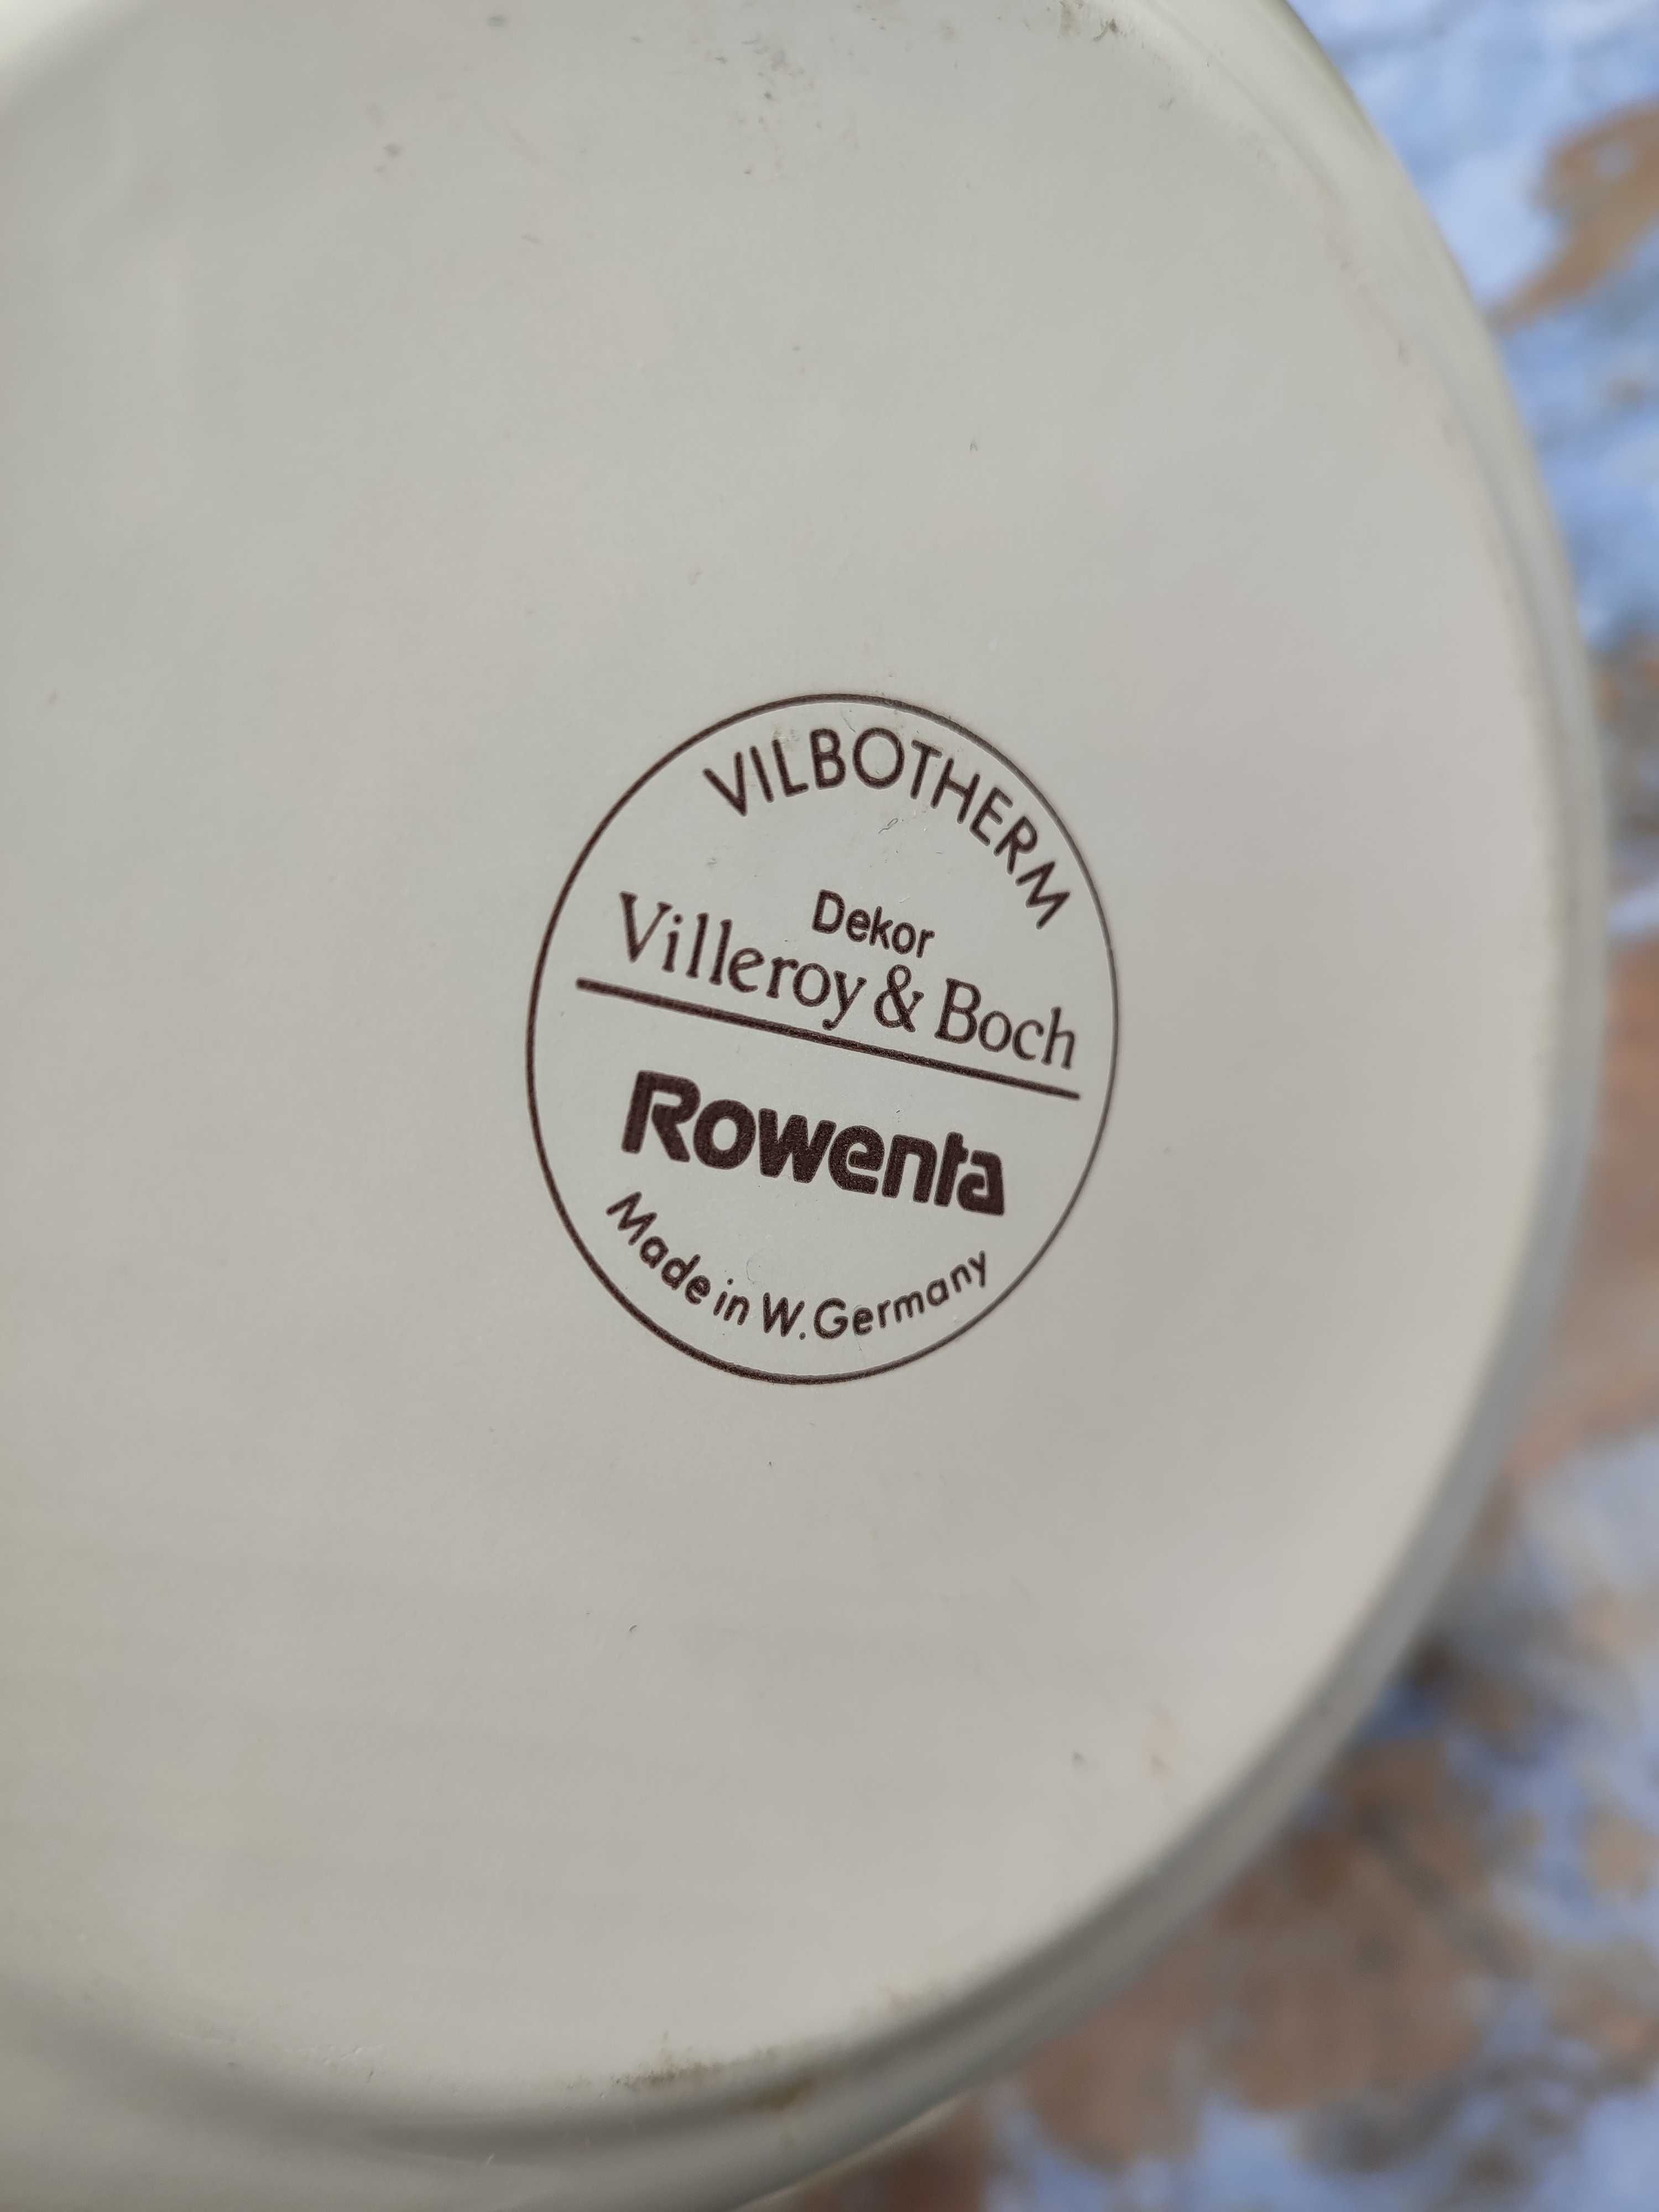 VILBOTHERM
Dekor
Villeroy & Boch
Rowenta
Made in W. Germany